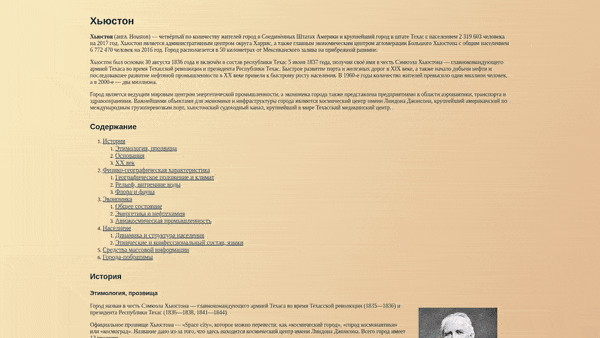 Хьюстон
Хьюстон (англ. Houston) — четвёртый по количеству жителей город в Соединённых Штатах Америки и крупнейший город в штате Техас с населением 2 319 603 человека
на 2017 год. Хьюстон является административным центром округа Харрис, а также главным экономическим центром агломерации Большого Хьюстона с общим населением
6 772 470 человек на 2016 год. Город располагается в 50 километрах от Мексиканского залива на прибрежной равнине.
Хьюстон был основан 30 августа 1836 года и включён в состав республики Техас 5 июня 1837 года, получив своё имя в честь Сэмюэла Хьюстона — главнокомандующего
армией Техаса во время Техасской революции и президента Республики Техас. Быстрое развитие порта и железных дорог в XIX веке, а также начало добычи нефти и
последовавшее развитие нефтяной промышленности в XX веке привели к быстрому росту населения. В 1960-е годы количество жителей превысило один миллион человек,
а в 2000-е — два миллиона.
Город является ведущим мировым центром энергетической промышленности, а экономика города также представлена предприятиями в области аэронавтики, транспорта и
здравоохранения. Важнейшими объектами для экономики и инфраструктуры города являются космический центр имени Линдона Джонсона, крупнейший американский по
международным грузоперевозкам порт, хьюстонский судоходный канал, крупнейший в мире Техасский медицинский центр.
Содержание
1. История
1. Этимология, прозвища
2. Основания
3. XX век
2. Физико-географическая характеристика
1. Географическое положение и климат
2. Рельеф, внутренние воды
3. Флора и фауна
3. Экономика
1. Общее состояние
2. Энергетика и нефтехимия
3. Авиакосмическая промышленность
4. Население
1. Динамика и структура населения
2. Этнический и конфессиональный состав, языки
5. Средства массовой информации
6. Города-побратимы
История
Этимология, прозвища
Город назван в честь Сэмюэла Хьюстона — главнокомандующего армией Техаса во время Техасской революции (1835—1836) и
президента Республики Техас (1836—1838, 1841—1844)
Официальное прозвище Хьюстона — «Space city», которое можно перевести: как «космический город», «город космонавтики»
или «космоград». Название дано из-за того, что здесь находится космический центр имени Линдона Джонсона. Всего город имеет